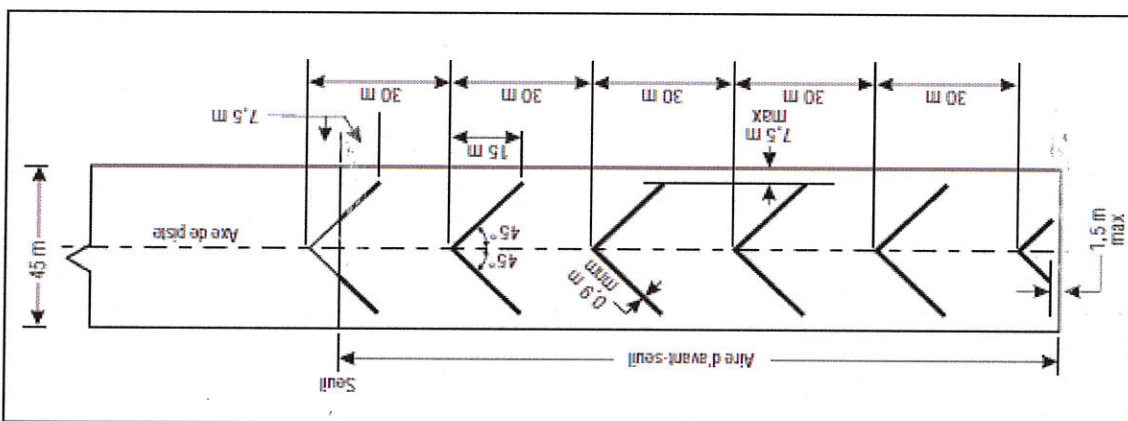 Seuil
Aire d'avant-seuil
0,9 m
min
45°
45°
Axe de piste
1,5 m
max
45 m
15 m
7,5 m
max
7,5 m
30 m
30 m
30 m
30 m
30 m